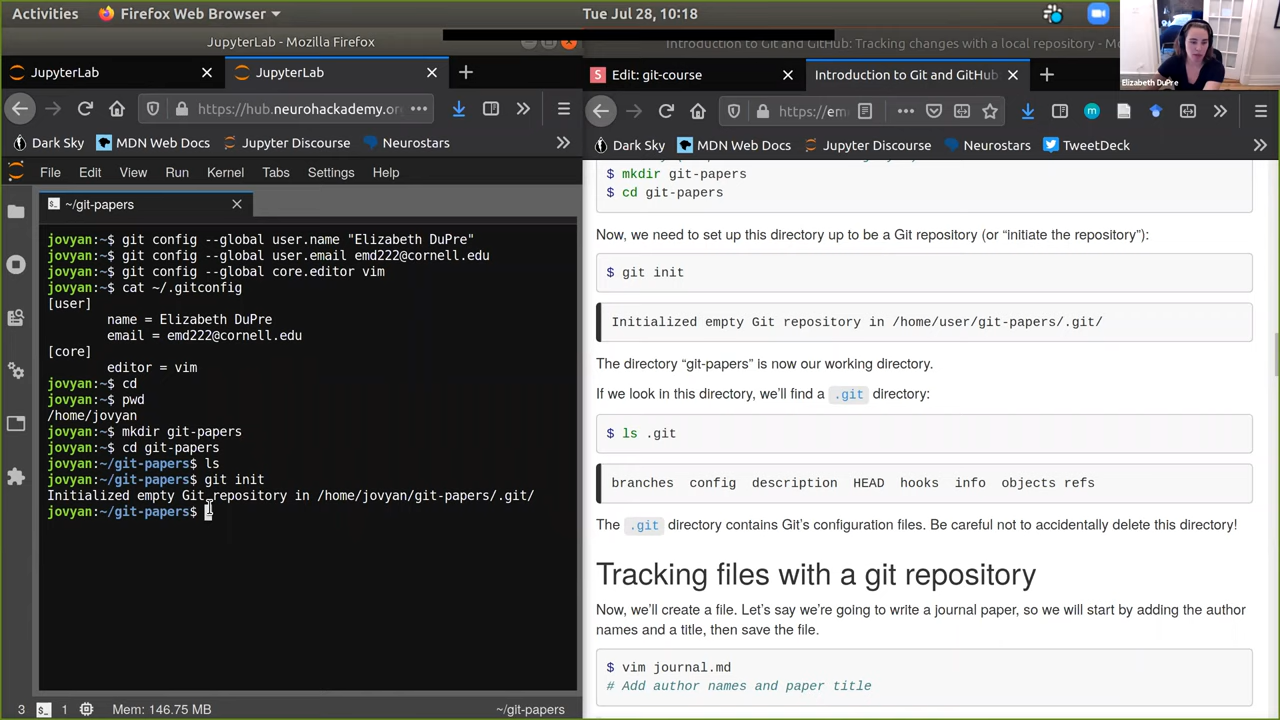 Activities
Firefox Web Browser
Tue Jul 28, 10:18
JupyterLab - Mozilla Firefox
JupyterLab
JupyterLab
https://hub.neurohackademy.or
Dark Sky
MDN Web Docs
Jupyter Discourse
Neurostars
File Edit View Run Kernel Tabs Settings Help
~/git-papers
jovyan:~$ git config --global user.name "Elizabeth DuPre"
jovyan:~$ git config --global user.email emd222@cornell.edu
jovyan:~$ git config --global core.editor vim
jovyan:~$ cat ~/.gitconfig
[user]
name = Elizabeth DuPre
email = emd222@cornell.edu
[core]
editor = vim
jovyan:~$ cd
jovyan:~$ pwd
/home/jovyan
jovyan:~$ mkdir git-papers
jovyan:~$ cd git-papers
jovyan:~/git-papers$ ls
jovyan:~/git-papers$ git init
Initialized empty Git repository in /home/jovyan/git-papers/.git/
jovyan:~/git-papers$
3
1
Mem: 146.75 MB
~/git-papers
Introduction to Git and GitHub: Tracking changes with a local repository - Mo
Elizabeth DuPre
Edit: git-course
Introduction to Git and GitHub
https://em
Dark Sky
MDN Web Docs
Jupyter Discourse
Neurostars
TweetDeck
$ mkdir git-papers
$ cd git-papers
Now, we need to set up this directory up to be a Git repository (or “initiate the repository”):
$ git init
Initialized empty Git repository in /home/user/git-papers/.git/
The directory “git-papers” is now our working directory.
If we look in this directory, we’ll find a .git directory:
$ ls .git
branches config description HEAD hooks info objects refs
The .git directory contains Git’s configuration files. Be careful not to accidentally delete this directory!
Tracking files with a git repository
Now, we’ll create a file. Let’s say we’re going to write a journal paper, so we will start by adding the author
names and a title, then save the file.
$ vim journal.md
# Add author names and paper title